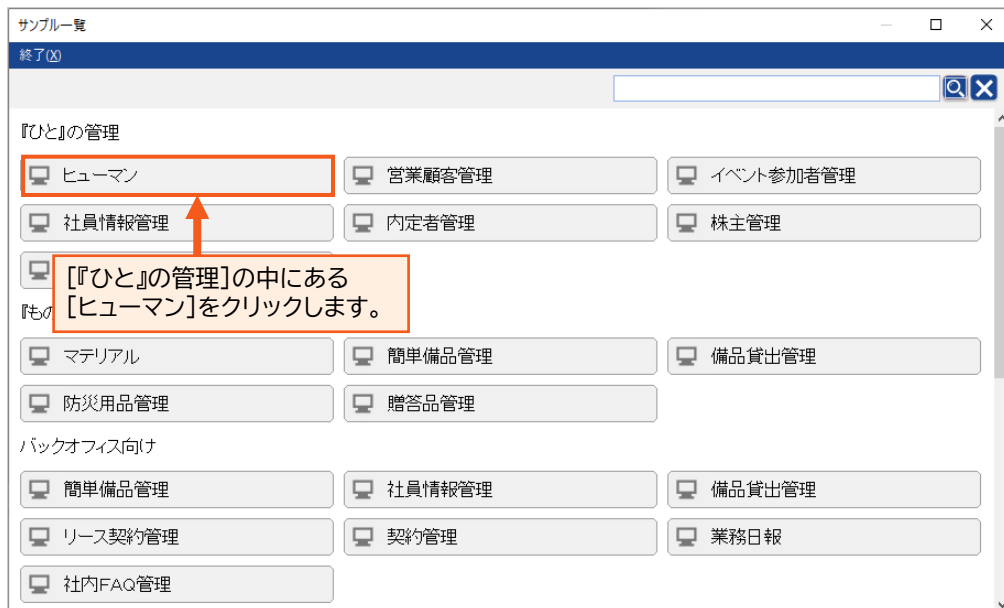 サンプル一覧
終了(X)
『ひと』の管理
ヒューマン
営業顧客管理
イベント参加者管理
社員情報管理
内定者管理
株主管理
[『ひと』の管理]の中にある
[ヒューマン]をクリックします。
『もの
マテリアル
簡単備品管理
備品貸出管理
防災用品管理
贈答品管理
バックオフィス向け
簡単備品管理
社員情報管理
備品貸出管理
リース契約管理
契約管理
業務日報
社内FAQ管理